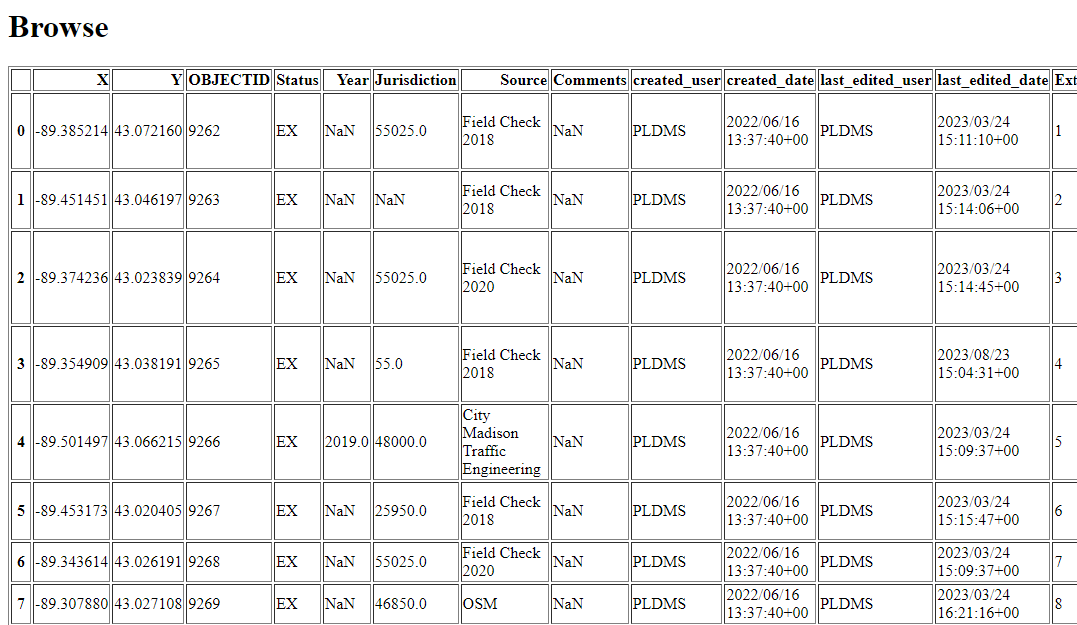 Browse
X Y OBJECTID Status Year Jurisdiction Source Comments created_user created_date last_edited_user last_edited_date Ext
0 -89.385214 43.072160 9262 EX NaN 55025.0 Field Check 2018 NaN PLDMS 2022/06/16 13:37:40+00 PLDMS 2023/03/24 15:11:10+00 1
1 -89.451451 43.046197 9263 EX NaN NaN Field Check 2018 NaN PLDMS 2022/06/16 13:37:40+00 PLDMS 2023/03/24 15:14:06+00 2
2 -89.374236 43.023839 9264 EX NaN 55025.0 Field Check 2020 NaN PLDMS 2022/06/16 13:37:40+00 PLDMS 2023/03/24 15:14:45+00 3
3 -89.354909 43.038191 9265 EX NaN 55.0 Field Check 2018 NaN PLDMS 2022/06/16 13:37:40+00 PLDMS 2023/08/23 15:04:31+00 4
4 -89.501497 43.066215 9266 EX 2019.0 48000.0 City Madison Traffic Engineering NaN PLDMS 2022/06/16 13:37:40+00 PLDMS 2023/03/24 15:09:37+00 5
5 -89.453173 43.020405 9267 EX NaN 25950.0 Field Check 2018 NaN PLDMS 2022/06/16 13:37:40+00 PLDMS 2023/03/24 15:15:47+00 6
6 -89.343614 43.026191 9268 EX NaN 55025.0 Field Check 2020 NaN PLDMS 2022/06/16 13:37:40+00 PLDMS 2023/03/24 15:09:37+00 7
7 -89.307880 43.027108 9269 EX NaN 46850.0 OSM NaN PLDMS 2022/06/16 13:37:40+00 PLDMS 2023/03/24 16:21:16+00 8